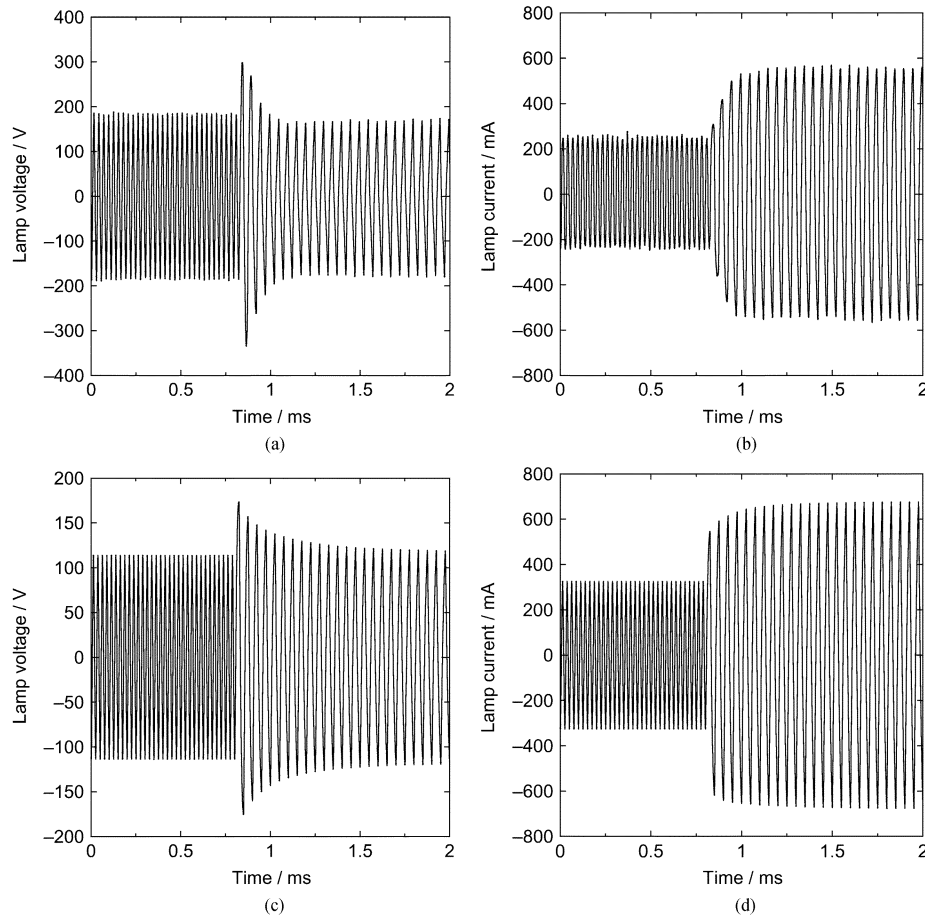 400
300
200
100
0
–100
–200
–300
–400
Lamp voltage / V
0 0.5 1 1.5 2
Time / ms
(a)
800
600
400
200
0
–200
–400
–600
–800
Lamp current / mA
0 0.5 1 1.5 2
Time / ms
(b)
200
150
100
50
0
–50
–100
–150
–200
Lamp voltage / V
0 0.5 1 1.5 2
Time / ms
(c)
800
600
400
200
0
–200
–400
–600
–800
Lamp current / mA
0 0.5 1 1.5 2
Time / ms
(d)